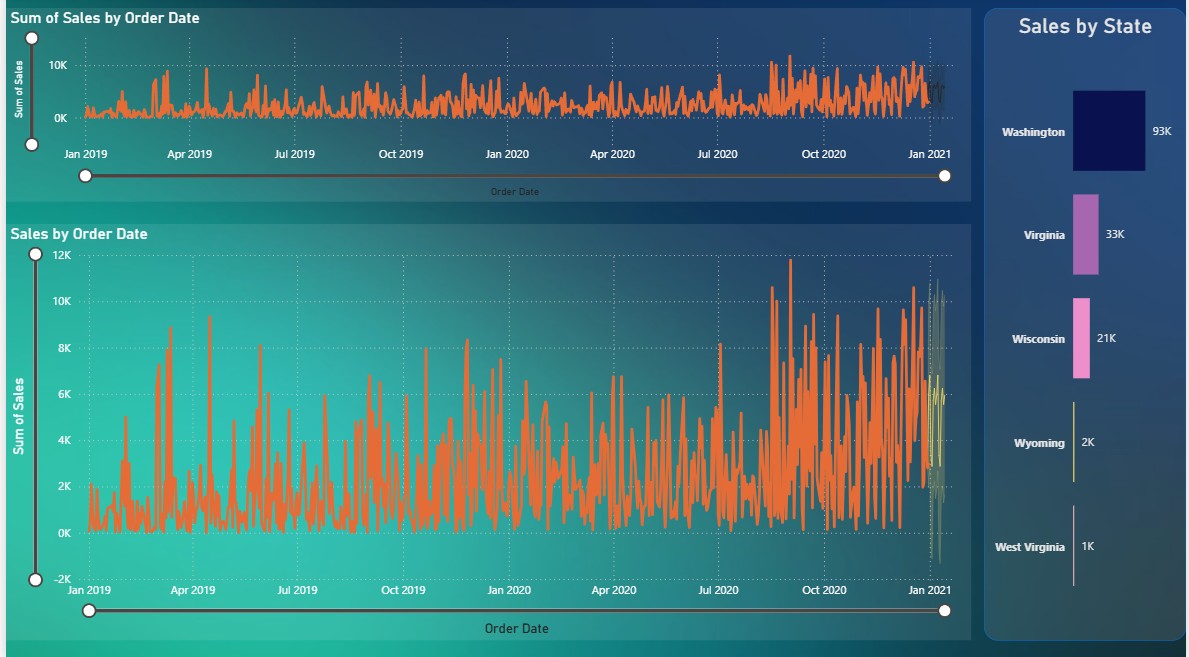 Sum of Sales by Order Date
Sum of Sales
10K
0K
Jan 2019 Apr 2019 Jul 2019 Oct 2019 Jan 2020 Apr 2020 Jul 2020 Oct 2020 Jan 2021
Order Date
Sales by Order Date
Sum of Sales
12K
10K
8K
6K
4K
2K
0K
-2K
Jan 2019 Apr 2019 Jul 2019 Oct 2019 Jan 2020 Apr 2020 Jul 2020 Oct 2020 Jan 2021
Order Date
Sales by State
Washington 93K
Virginia 33K
Wisconsin 21K
Wyoming 2K
West Virginia 1K